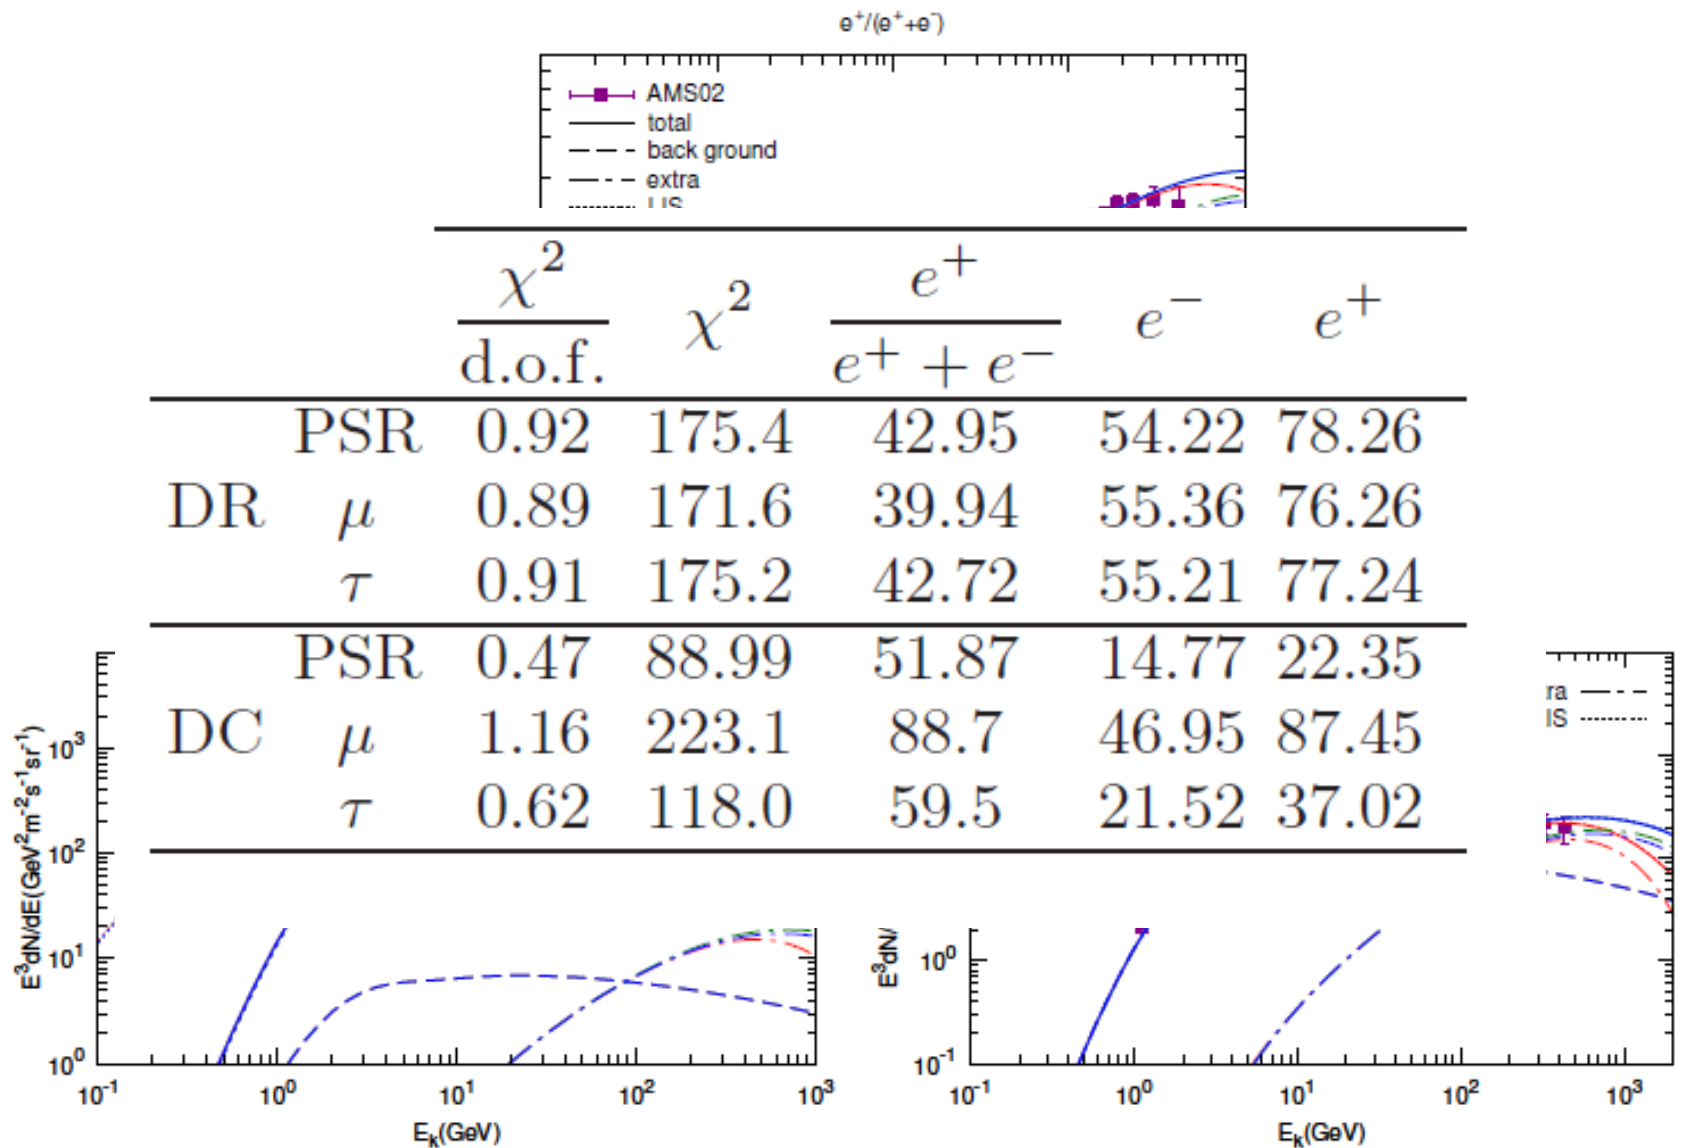 e⁺/(e⁺+e⁻)
AMS02
total
back ground
extra
χ²/d.o.f. χ² e⁺/(e⁺ + e⁻) e⁻ e⁺
PSR 0.92 175.4 42.95 54.22 78.26
DR μ 0.89 171.6 39.94 55.36 76.26
τ 0.91 175.2 42.72 55.21 77.24
PSR 0.47 88.99 51.87 14.77 22.35
DC μ 1.16 223.1 88.7 46.95 87.45
τ 0.62 118.0 59.5 21.52 37.02
ra
IS
E³dN/dE(GeV²m⁻²s⁻¹sr⁻¹)
10³
10²
10¹
10⁰
10⁻¹ 10⁰ 10¹ 10² 10³
Eₖ(GeV)
E³dN/
10⁰
10⁻¹
10⁻¹ 10⁰ 10¹ 10² 10³
Eₖ(GeV)